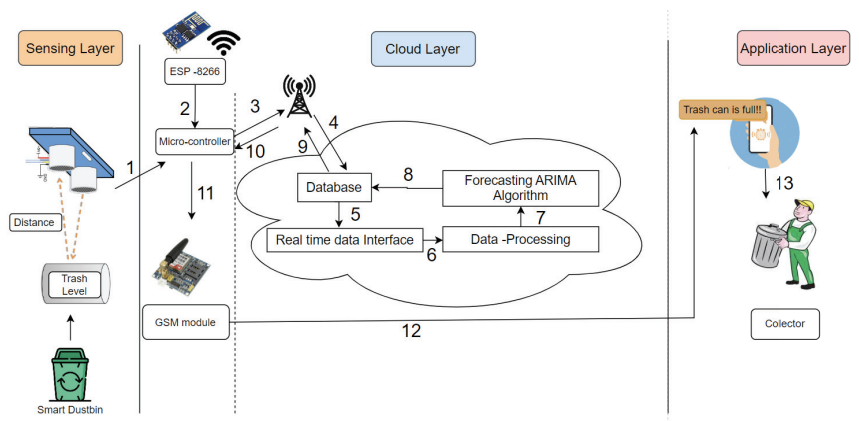 Sensing Layer
Cloud Layer
Application Layer
ESP -8266
2
3
4
Micro-controller
1
10
9
11
Distance
Trash
Level
Smart Dustbin
GSM module
Database
8
Forecasting ARIMA
Algorithm
5
7
Real time data Interface
6
Data -Processing
12
Trash can is full!!
13
Colector